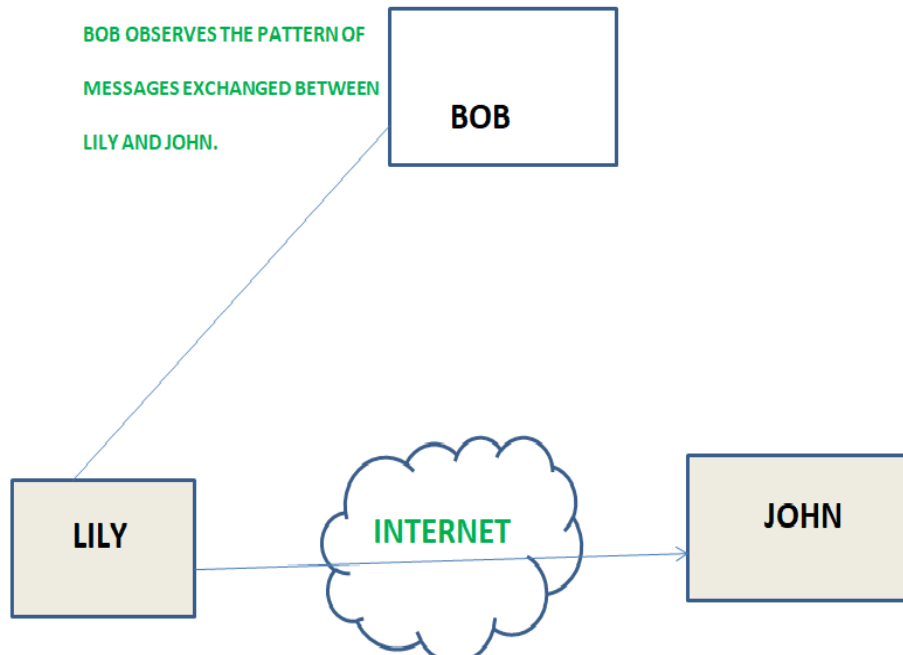 BOB OBSERVES THE PATTERN OF
MESSAGES EXCHANGED BETWEEN
LILY AND JOHN.
BOB
LILY
INTERNET
JOHN